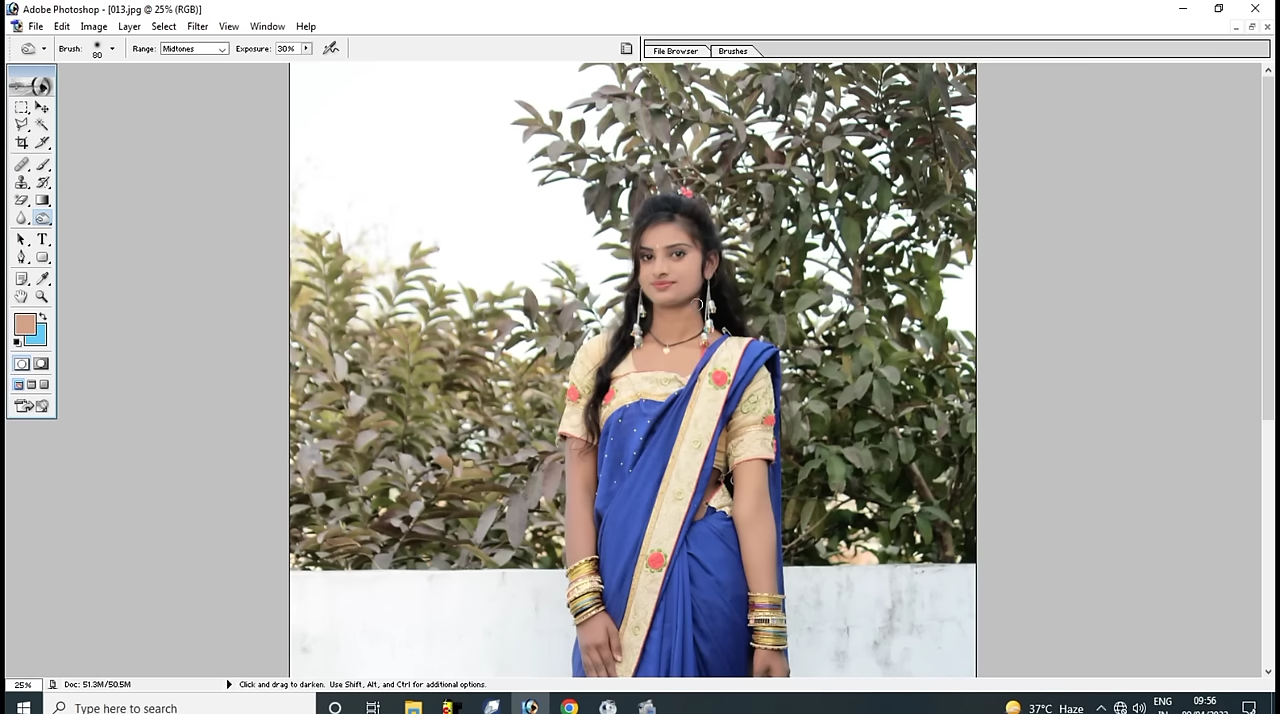 Adobe Photoshop - [013.jpg @ 25% (RGB)]
File Edit Image Layer Select Filter View Window Help
Brush: 80 Range: Midtones Exposure: 30% File Browser Brushes
T
25% Doc: 51.3M/50.5M Click and drag to darken. Use Shift, Alt, and Ctrl for additional options.
Type here to search 37°C Haze ENG 09:56